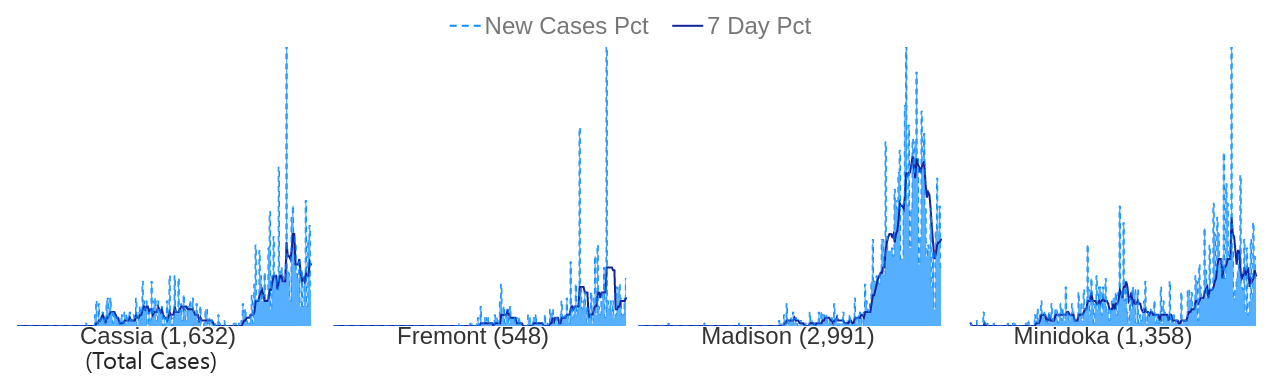 New Cases Pct 7 Day Pct
Cassia (1,632) Fremont (548) Madison (2,991) Minidoka (1,358)
(Total Cases)